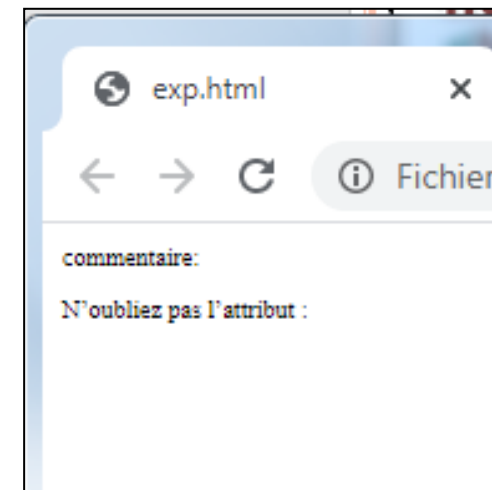 exp.html
Fichier
commentaire:
N’oubliez pas l’attribut :